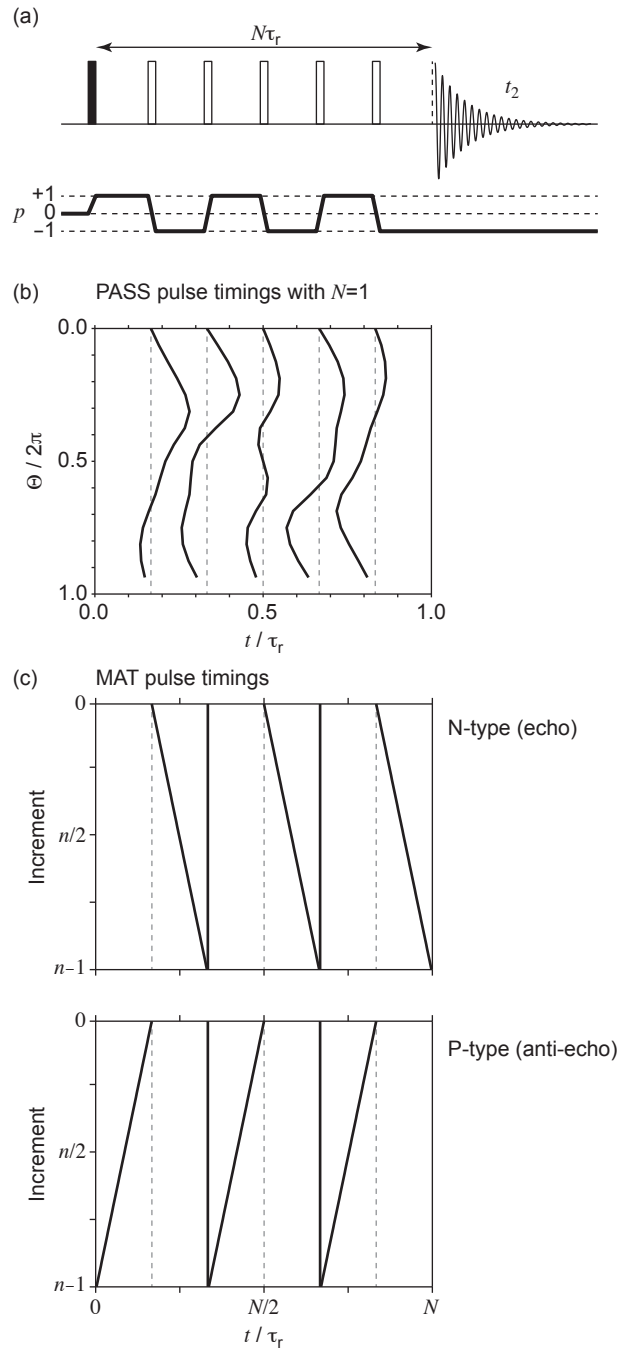 (a)
Nτr
t2
+1
p 0
−1
(b) PASS pulse timings with N=1
0.0
Θ / 2π
0.5
1.0
0.0 0.5 1.0
t / τr
(c) MAT pulse timings
0
N-type (echo)
Increment
n/2
n−1
0
P-type (anti-echo)
Increment
n/2
n−1
0 N/2 N
t / τr